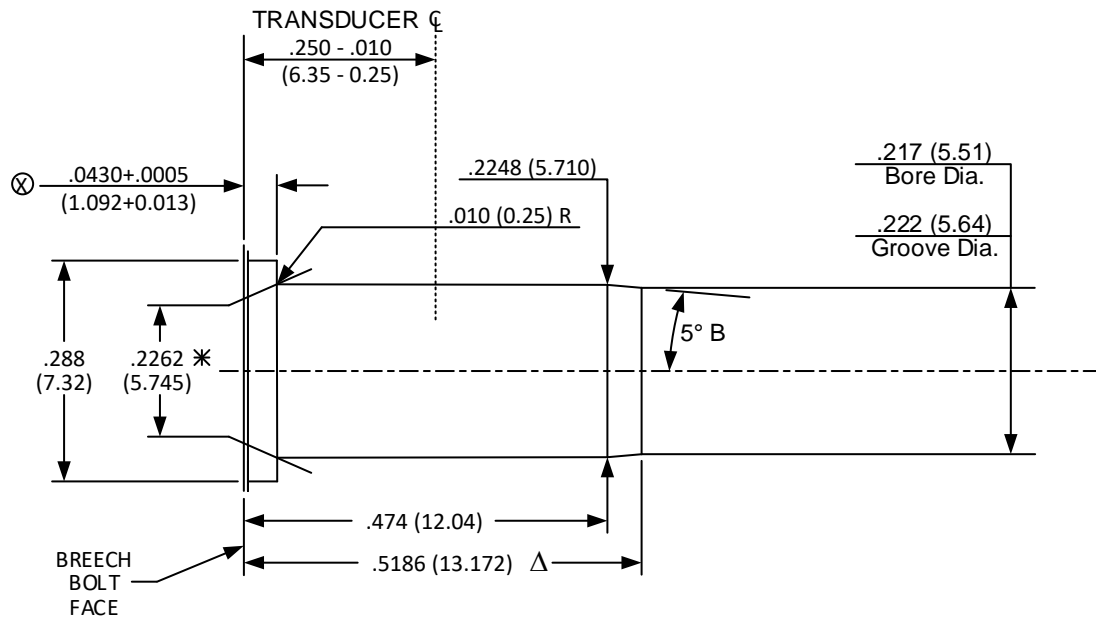 TRANSDUCER ℄
.250 - .010
(6.35 - 0.25)
Ⓧ .0430+.0005
(1.092+0.013)
.2248 (5.710)
.010 (0.25) R
.217 (5.51)
Bore Dia.
.222 (5.64)
Groove Dia.
5° B
.288
(7.32)
.2262 ✳
(5.745)
.474 (12.04)
.5186 (13.172) Δ
BREECH
BOLT
FACE